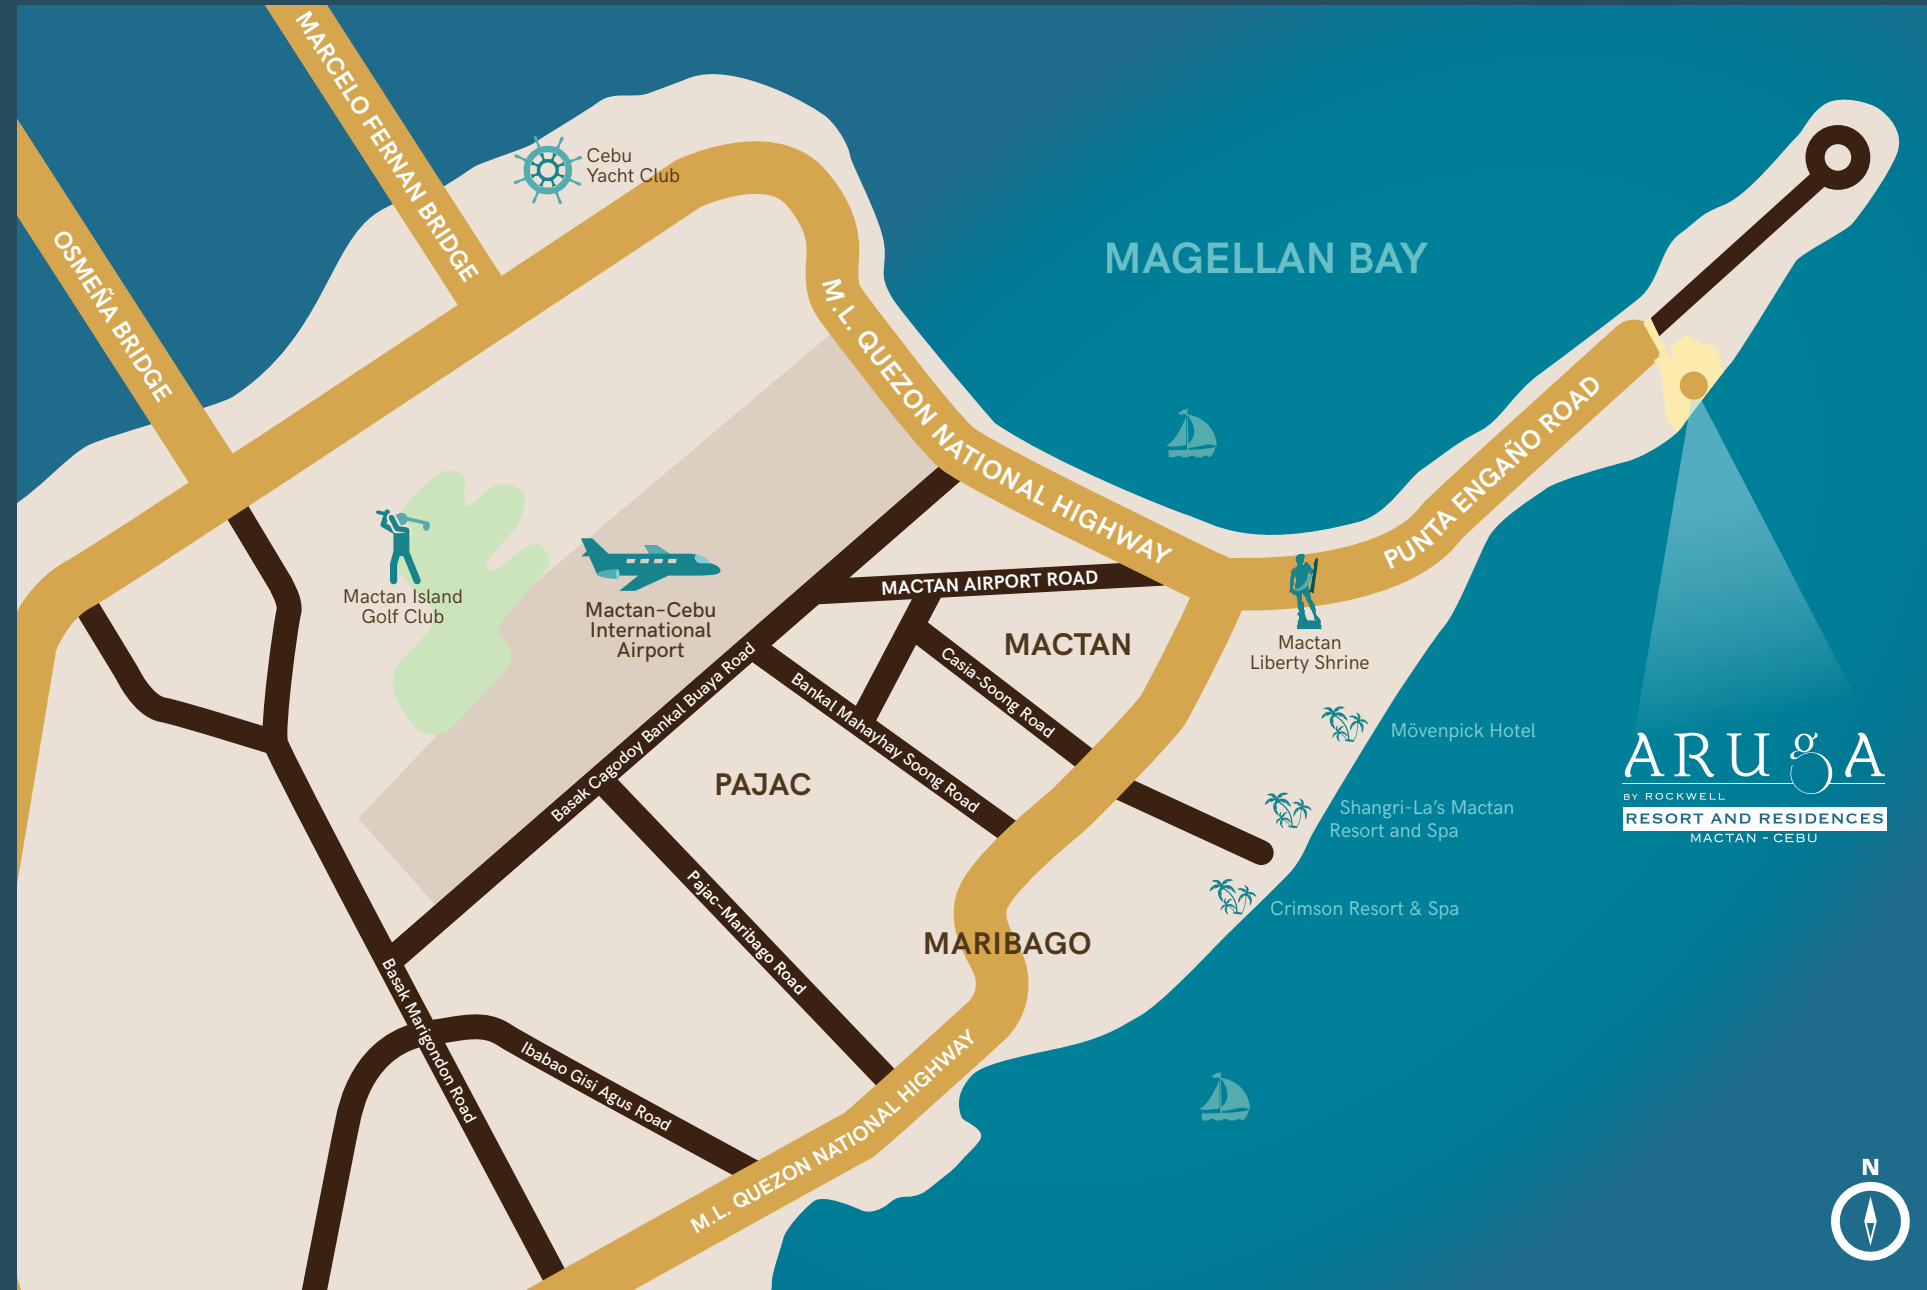 MARCELO FERNAN BRIDGE
OSMEÑA BRIDGE
Cebu
Yacht Club
MAGELLAN BAY
M.L. QUEZON NATIONAL HIGHWAY
PUNTA ENGAÑO ROAD
Mactan Island
Golf Club
Mactan-Cebu
International
Airport
MACTAN AIRPORT ROAD
MACTAN
Mactan
Liberty Shrine
Casia-Soong Road
Bankal Mahayhay Soong Road
Basak Cagodoy Bankal Buaya Road
PAJAC
Mövenpick Hotel
Shangri-La's Mactan
Resort and Spa
Crimson Resort & Spa
ARUgA
BY ROCKWELL
RESORT AND RESIDENCES
MACTAN - CEBU
Pajac-Maribago Road
MARIBAGO
Basak Marigondon Road
Ibabao Gisi Agus Road
M.L. QUEZON NATIONAL HIGHWAY
N